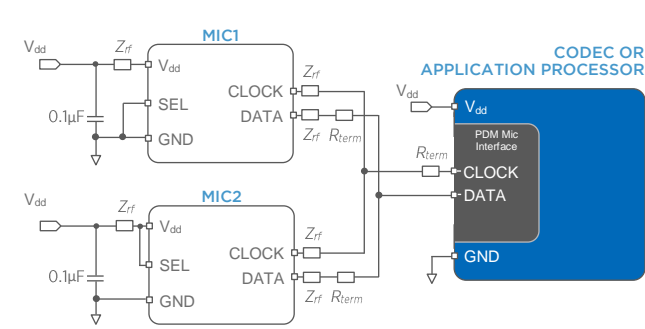 MIC1
Vdd
Zrf
Vdd
SEL
GND
CLOCK
DATA
Zrf
Zrf Rterm
0.1µF
CODEC OR
APPLICATION PROCESSOR
Vdd
Vdd
PDM Mic
Interface
Rterm
CLOCK
DATA
GND
MIC2
Vdd
Zrf
Vdd
SEL
GND
CLOCK
DATA
Zrf
Zrf Rterm
0.1µF